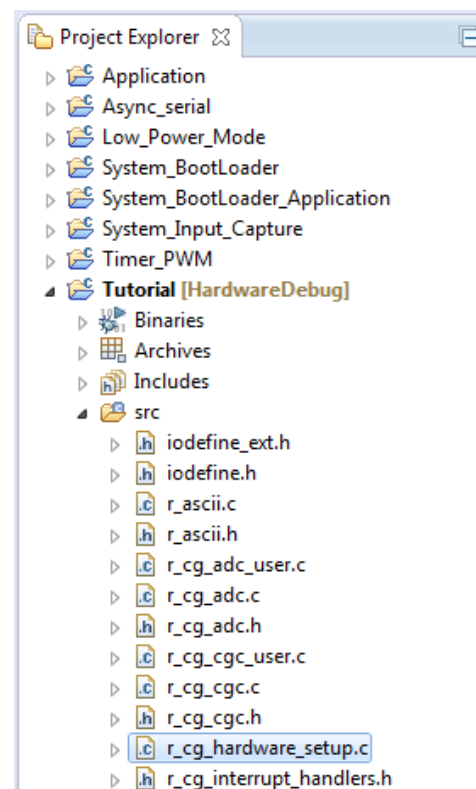 Project Explorer
Application
Async_serial
Low_Power_Mode
System_BootLoader
System_BootLoader_Application
System_Input_Capture
Timer_PWM
Tutorial [HardwareDebug]
Binaries
Archives
Includes
src
.h iodefine_ext.h
.h iodefine.h
.c r_ascii.c
.h r_ascii.h
.c r_cg_adc_user.c
.c r_cg_adc.c
.h r_cg_adc.h
.c r_cg_cgc_user.c
.c r_cg_cgc.c
.h r_cg_cgc.h
.c r_cg_hardware_setup.c
.h r_cg_interrupt_handlers.h